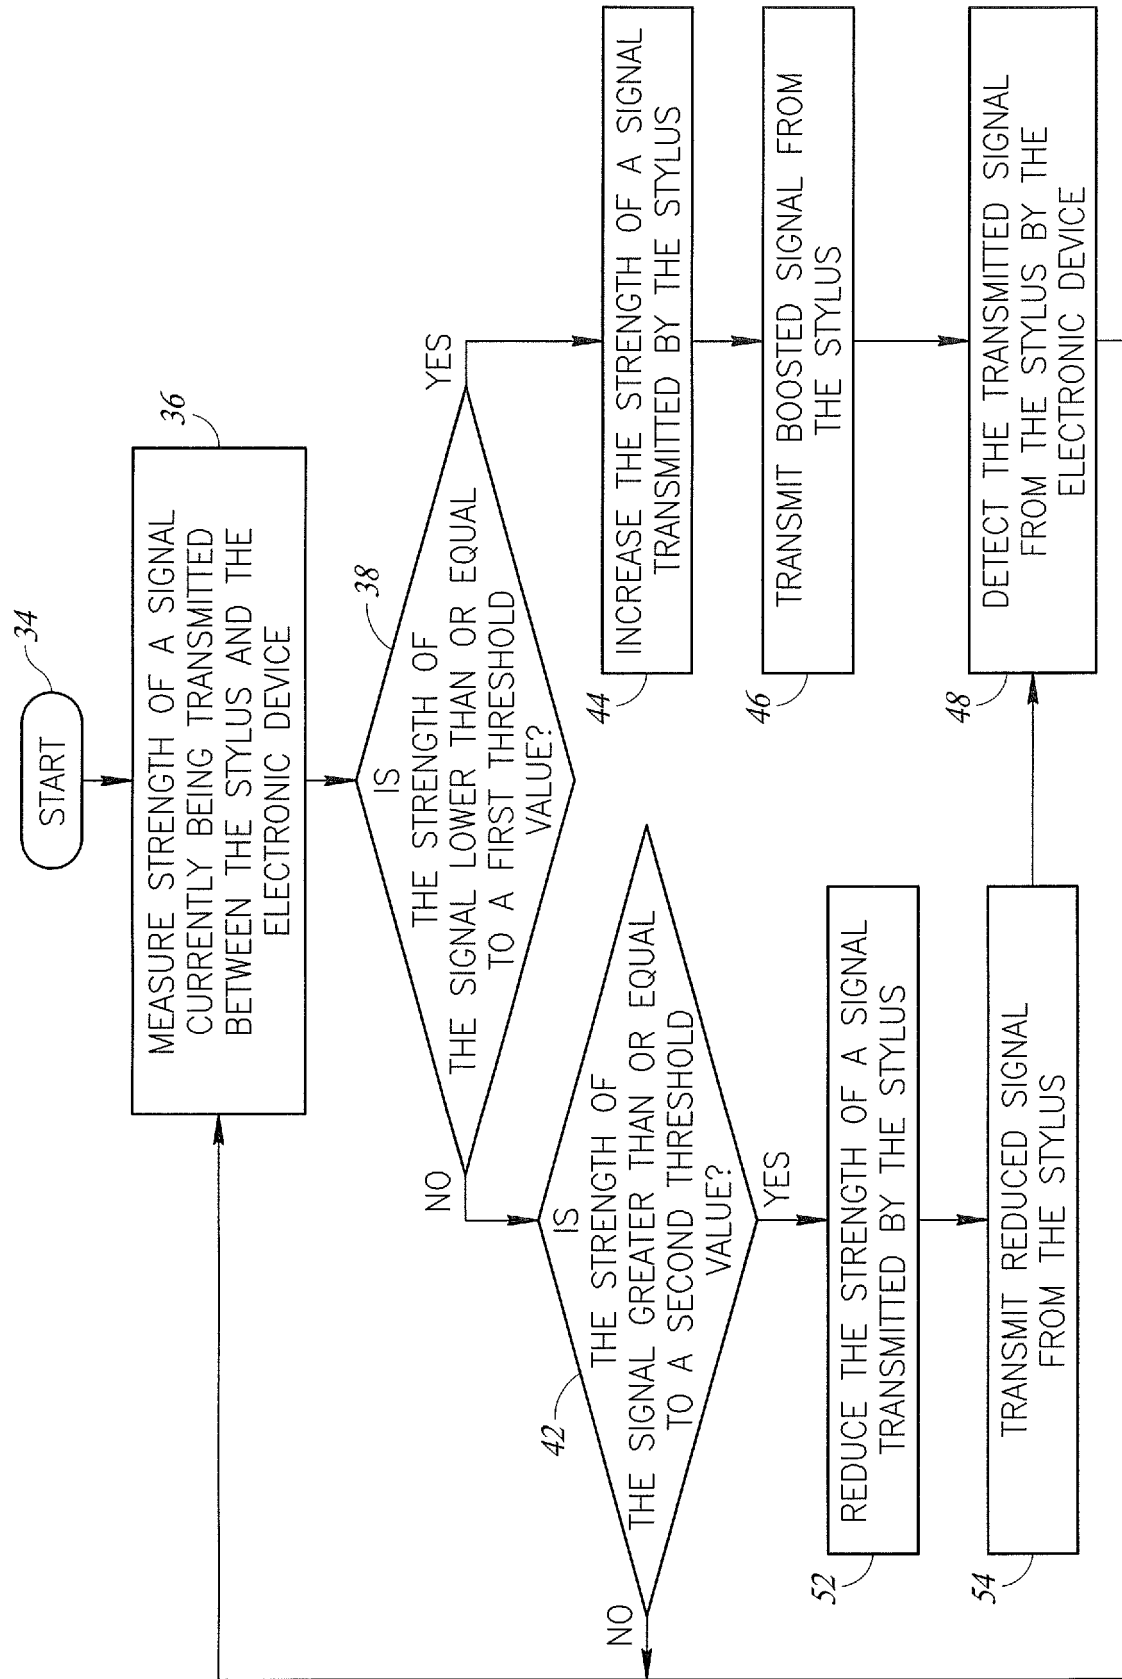 START
34
MEASURE STRENGTH OF A SIGNAL
CURRENTLY BEING TRANSMITTED
BETWEEN THE STYLUS AND THE
ELECTRONIC DEVICE
36
IS
THE STRENGTH OF
THE SIGNAL LOWER THAN OR EQUAL
TO A FIRST THRESHOLD
VALUE?
38
NO
YES
IS
THE STRENGTH OF
THE SIGNAL GREATER THAN OR EQUAL
TO A SECOND THRESHOLD
VALUE?
42
NO
YES
INCREASE THE STRENGTH OF A SIGNAL
TRANSMITTED BY THE STYLUS
44
TRANSMIT BOOSTED SIGNAL FROM
THE STYLUS
46
REDUCE THE STRENGTH OF A SIGNAL
TRANSMITTED BY THE STYLUS
52
TRANSMIT REDUCED SIGNAL
FROM THE STYLUS
54
DETECT THE TRANSMITTED SIGNAL
FROM THE STYLUS BY THE
ELECTRONIC DEVICE
48